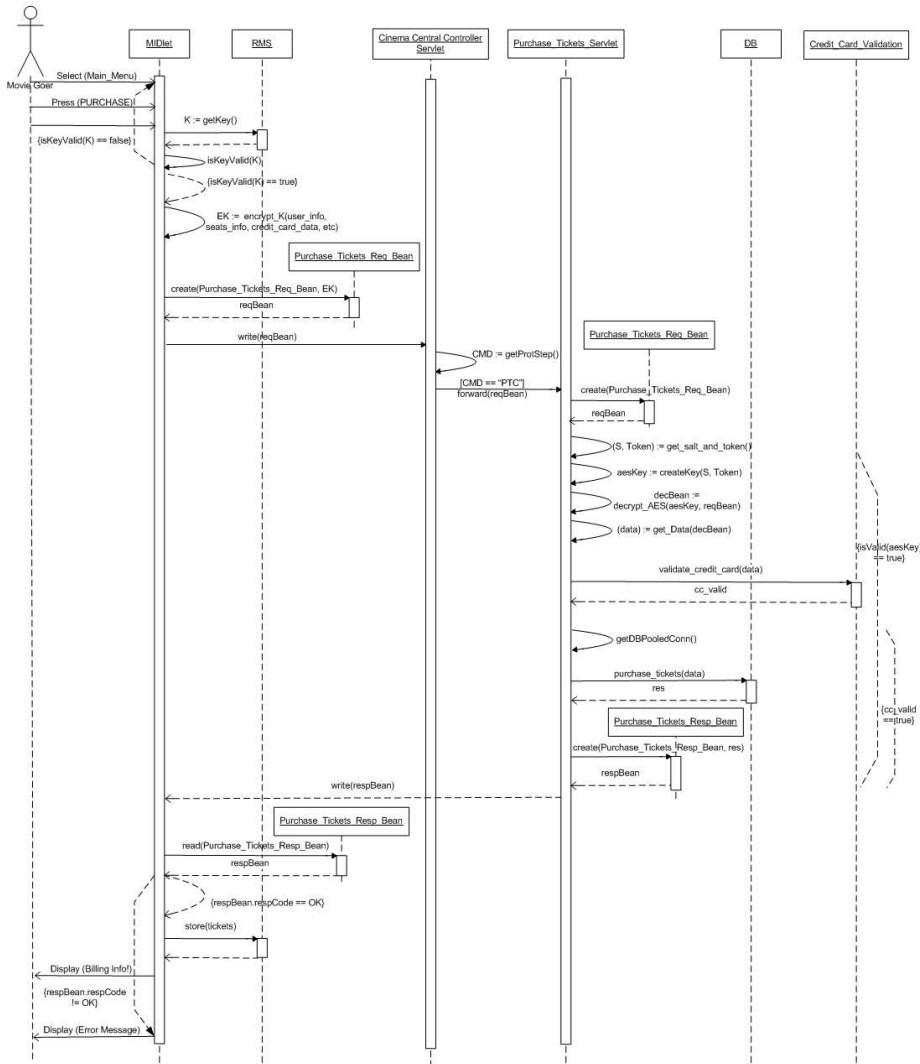 MIDlet
RMS
Cinema Central Controller
Servlet
Purchase_Tickets_Servlet
DB
Credit_Card_Validation
Movie Goer
Select (Main_Menu)
Press (PURCHASE)
K := getKey()
{isKeyValid(K) == false}
isKeyValid(K)
{isKeyValid(K) == true}
EK := encrypt_K(user_info,
seats_info, credit_card_data, etc)
Purchase_Tickets_Req_Bean
create(Purchase_Tickets_Req_Bean, EK)
reqBean
write(reqBean)
CMD := getProtStep()
Purchase_Tickets_Req_Bean
[CMD == "PTC"]
forward(reqBean)
create(Purchase_Tickets_Req_Bean)
reqBean
(S, Token) := get_salt_and_token()
aesKey := createKey(S, Token)
decBean :=
decrypt_AES(aesKey, reqBean)
(data) := get_Data(decBean)
{isValid(aesKey)
== true}
validate_credit_card(data)
cc_valid
getDBPooledConn()
purchase_tickets(data)
res
{cc_valid
==true}
Purchase_Tickets_Resp_Bean
create(Purchase_Tickets_Resp_Bean, res)
respBean
write(respBean)
Purchase_Tickets_Resp_Bean
read(Purchase_Tickets_Resp_Bean)
respBean
{respBean.respCode == OK}
store(tickets)
Display (Billing Info!)
{respBean.respCode
!= OK}
Display (Error Message)